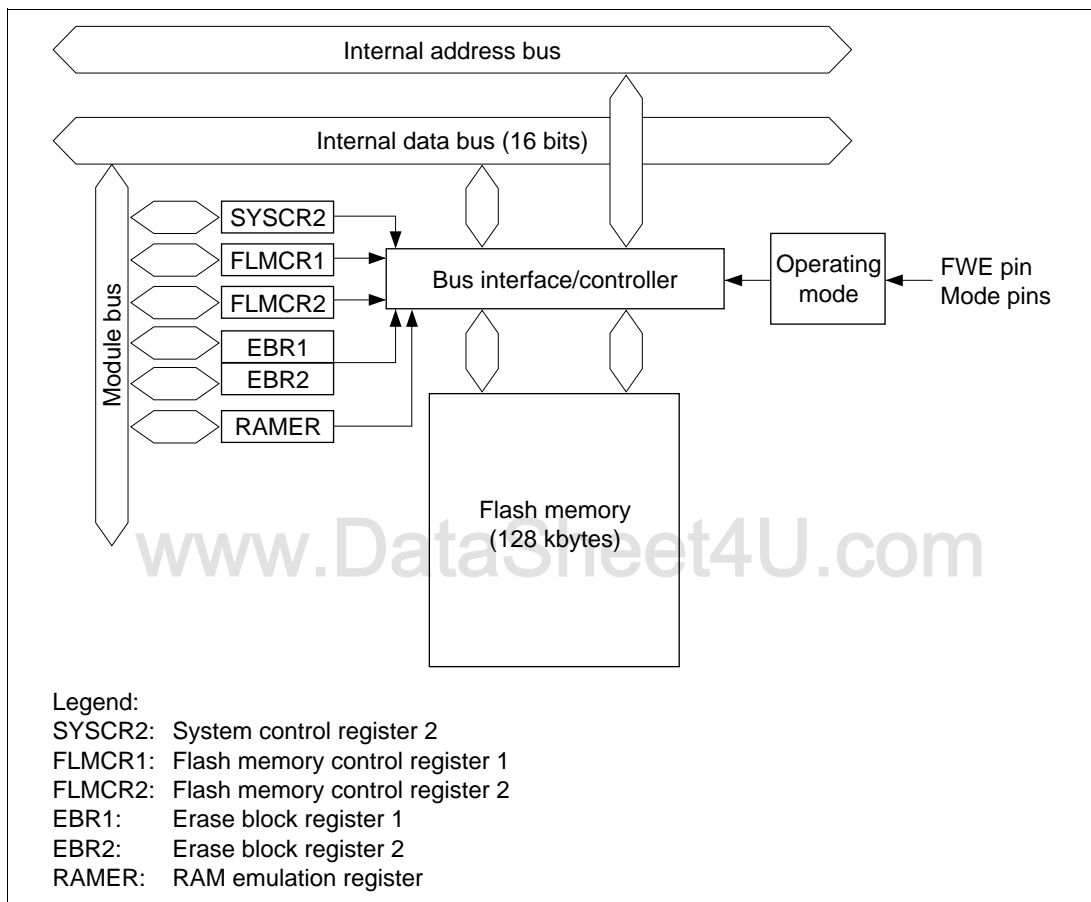 Internal address bus
Internal data bus (16 bits)
Module bus
SYSCR2
FLMCR1
FLMCR2
EBR1
EBR2
RAMER
Bus interface/controller
Operating
mode
FWE pin
Mode pins
Flash memory
(128 kbytes)
www.DataSheet4U.com
Legend:
SYSCR2: System control register 2
FLMCR1: Flash memory control register 1
FLMCR2: Flash memory control register 2
EBR1: Erase block register 1
EBR2: Erase block register 2
RAMER: RAM emulation register